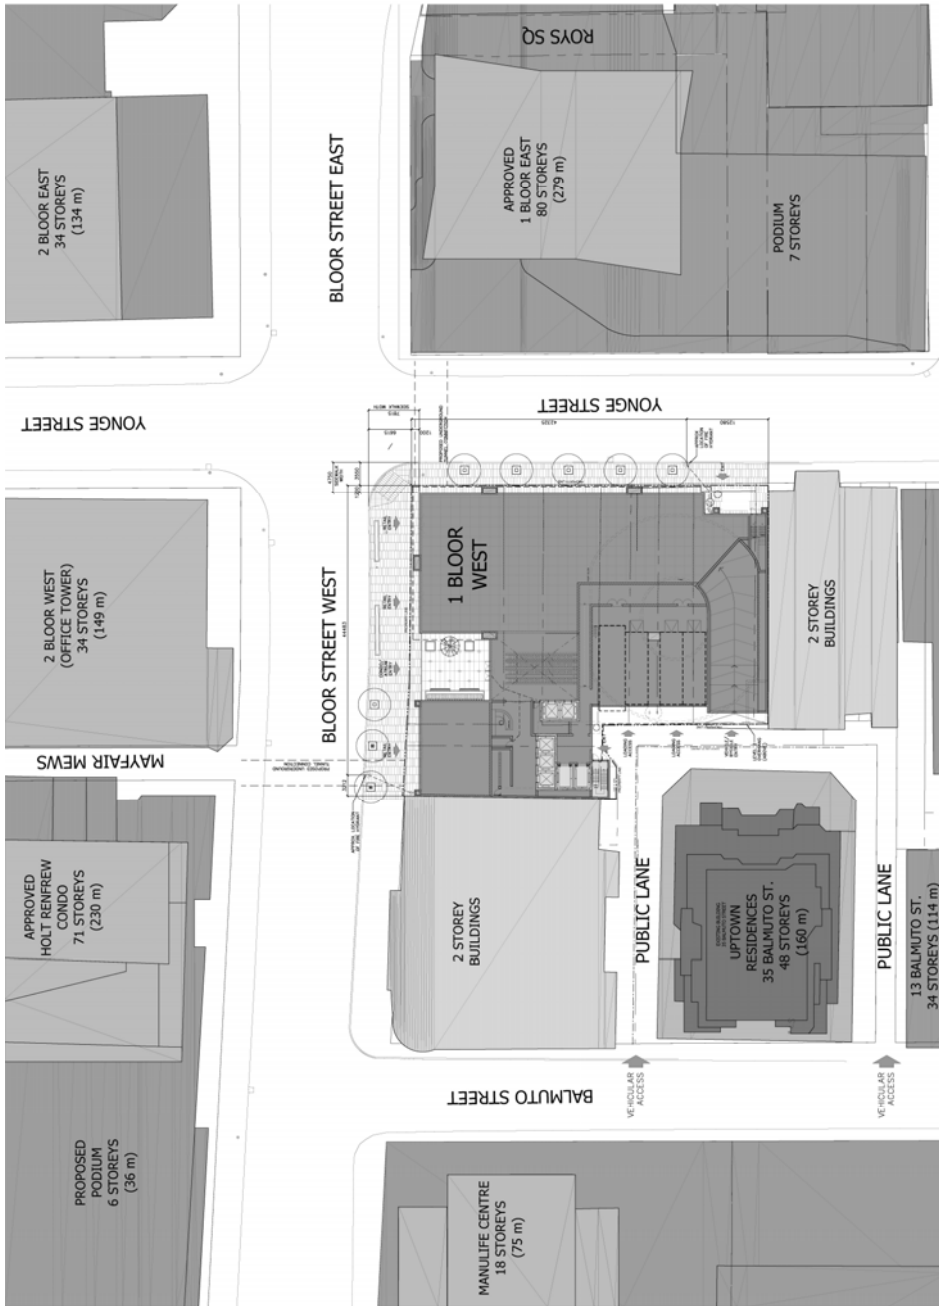 ROYS SQ
2 BLOOR EAST
34 STOREYS
(134 m)
BLOOR STREET EAST
APPROVED
1 BLOOR EAST
80 STOREYS
(279 m)
PODIUM
7 STOREYS
YONGE STREET
YONGE STREET
2 BLOOR WEST
(OFFICE TOWER)
34 STOREYS
(149 m)
BLOOR STREET WEST
1 BLOOR
WEST
2 STOREY
BUILDINGS
MAYFAIR MEWS
APPROVED
HOLT RENFREW
CONDO
71 STOREYS
(230 m)
2 STOREY
BUILDINGS
PUBLIC LANE
UPTOWN
RESIDENCES
35 BALMUTO ST.
48 STOREYS
(160 m)
PUBLIC LANE
13 BALMUTO ST.
34 STOREYS (114 m)
BALMUTO STREET
VEHICULAR
ACCESS
VEHICULAR
ACCESS
PROPOSED
PODIUM
6 STOREYS
(36 m)
MANULIFE CENTRE
18 STOREYS
(75 m)